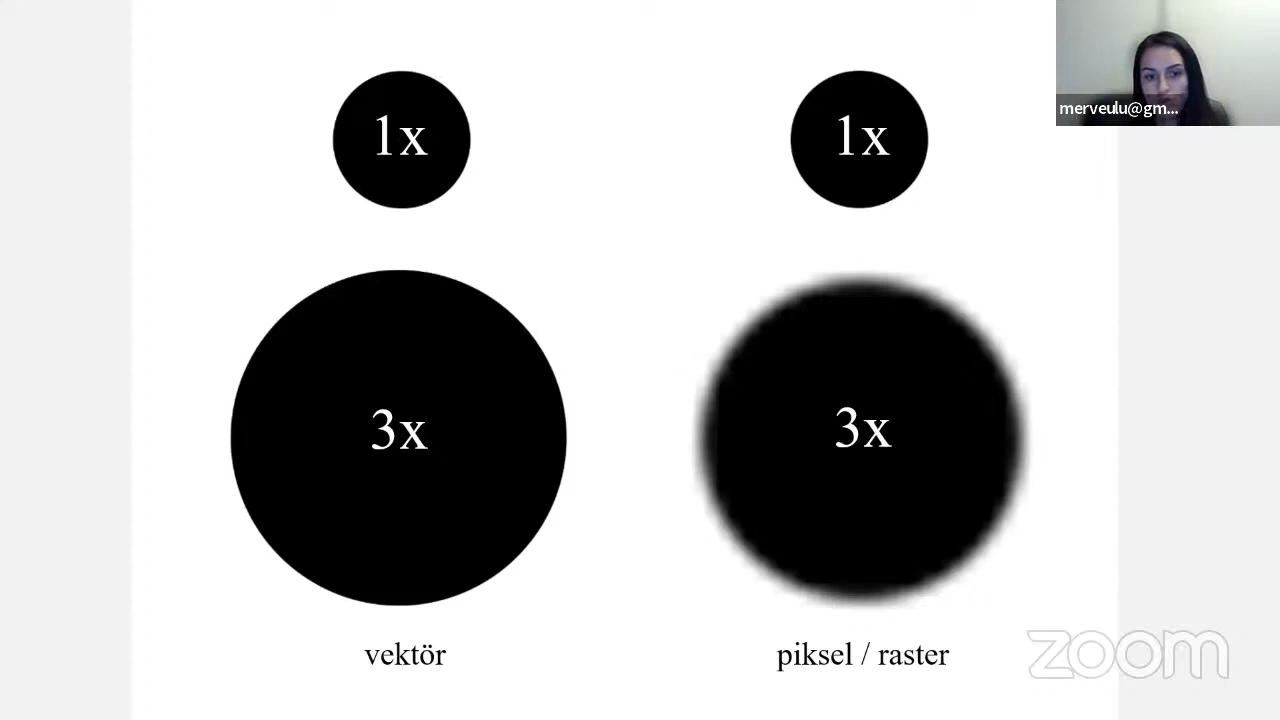 1x
1x
merveulu@gm...
3x
3x
vektör
piksel / raster
zoom